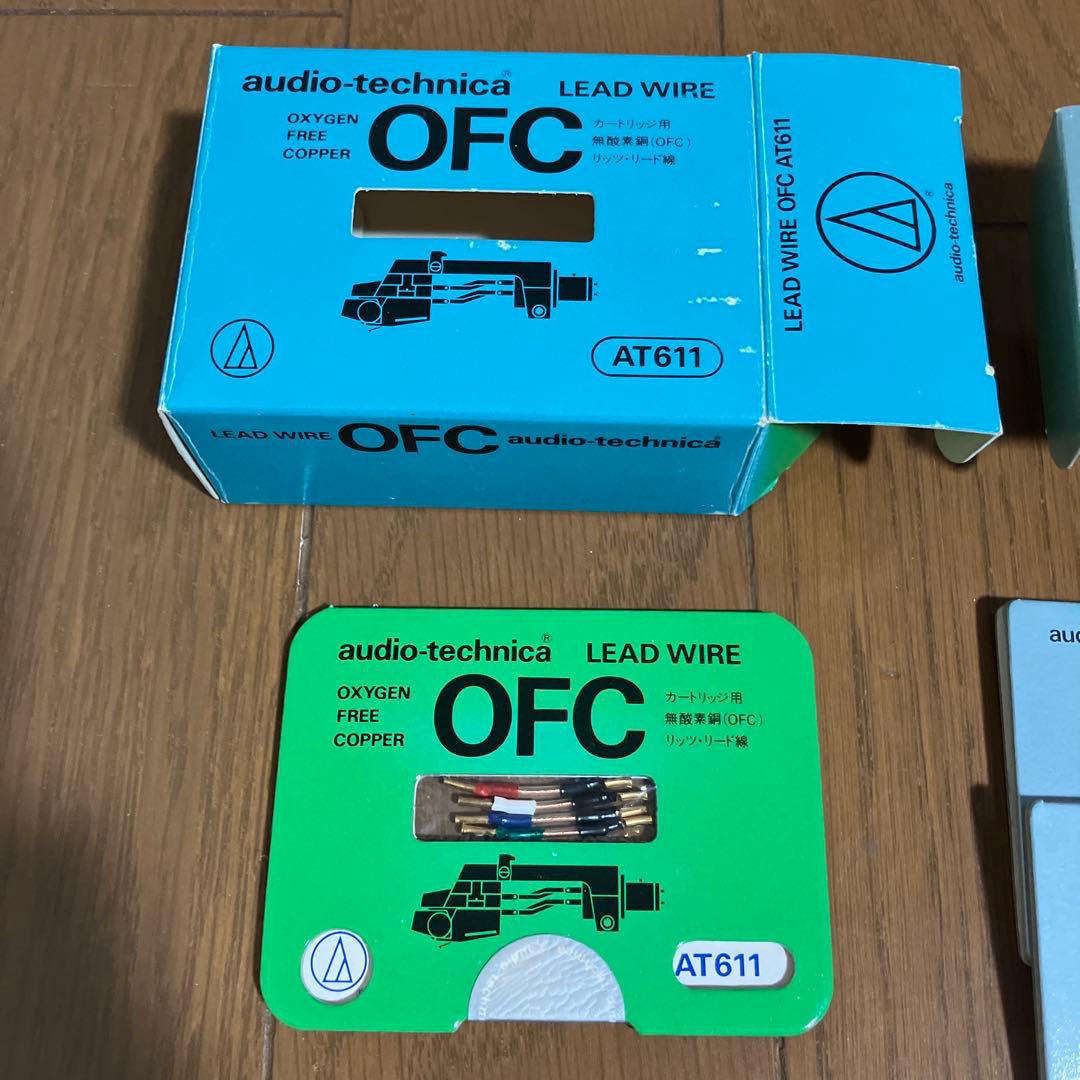 audio-technica® LEAD WIRE
OXYGEN
FREE
COPPER
OFC
カートリッジ用
無酸素銅(OFC)
リッツ・リード線
AT611
LEAD WIRE OFC audio-technica®
LEAD WIRE OFC AT611
audio-technica®
audio-technica® LEAD WIRE
OXYGEN
FREE
COPPER
OFC
カートリッジ用
無酸素銅(OFC)
リッツ・リード線
AT611